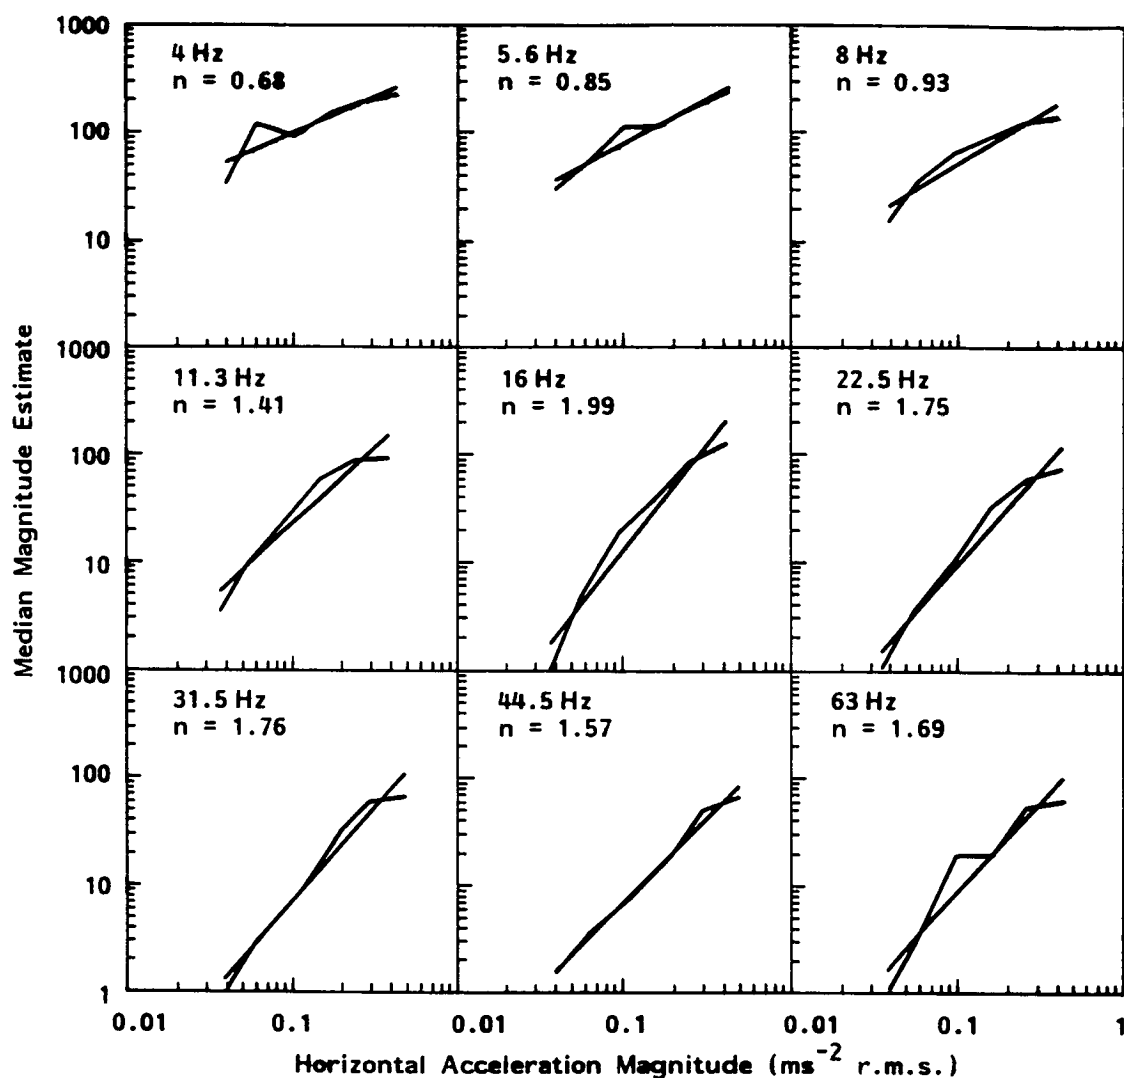 1000
100
10
4 Hz
n = 0.68
5.6 Hz
n = 0.85
8 Hz
n = 0.93
Median Magnitude Estimate
1000
100
10
11.3 Hz
n = 1.41
16 Hz
n = 1.99
22.5 Hz
n = 1.75
1000
100
10
1
31.5 Hz
n = 1.76
44.5 Hz
n = 1.57
63 Hz
n = 1.69
0.01 0.1 0.01 0.1 0.01 0.1 1
Horizontal Acceleration Magnitude (ms⁻² r.m.s.)